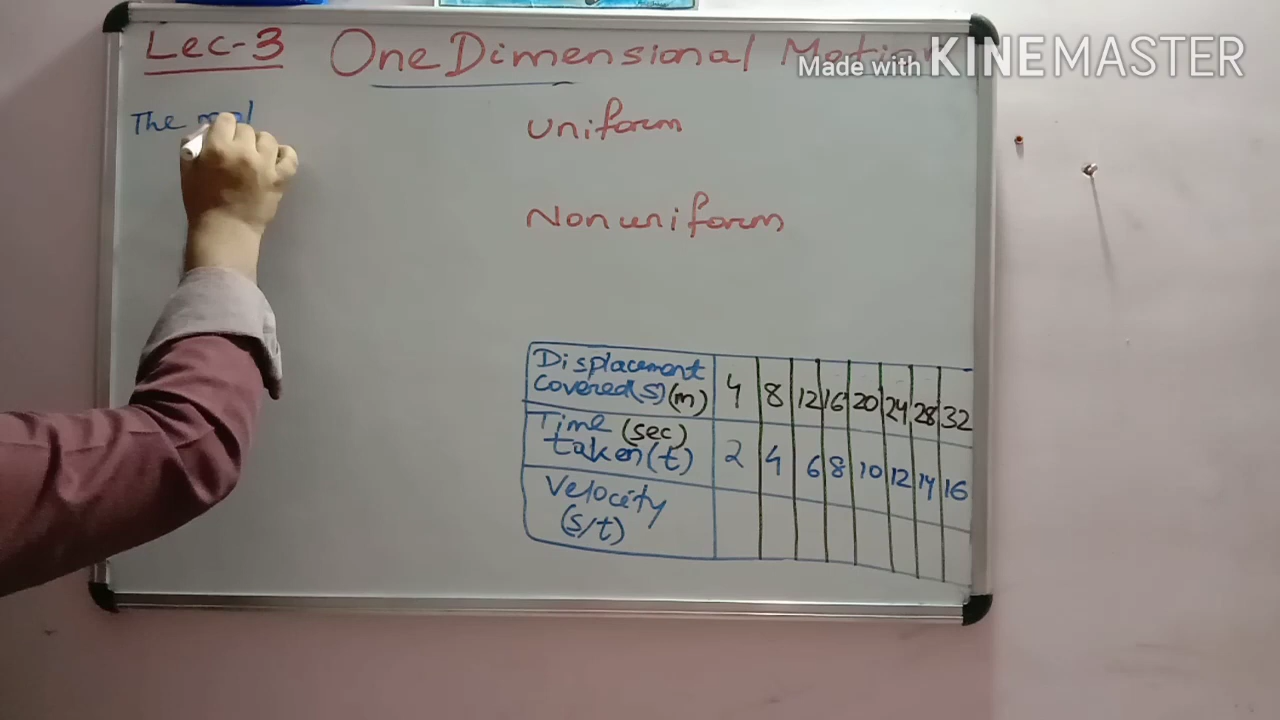 Lec-3 One Dimensional Motion
Made with KINEMASTER
The
Uniform
Nonuniform
Displacement covered(s)(m) 4 8 12 16 20 24 28 32
Time (sec) taken(t) 2 4 6 8 10 12 14 16
Velocity
(s/t)